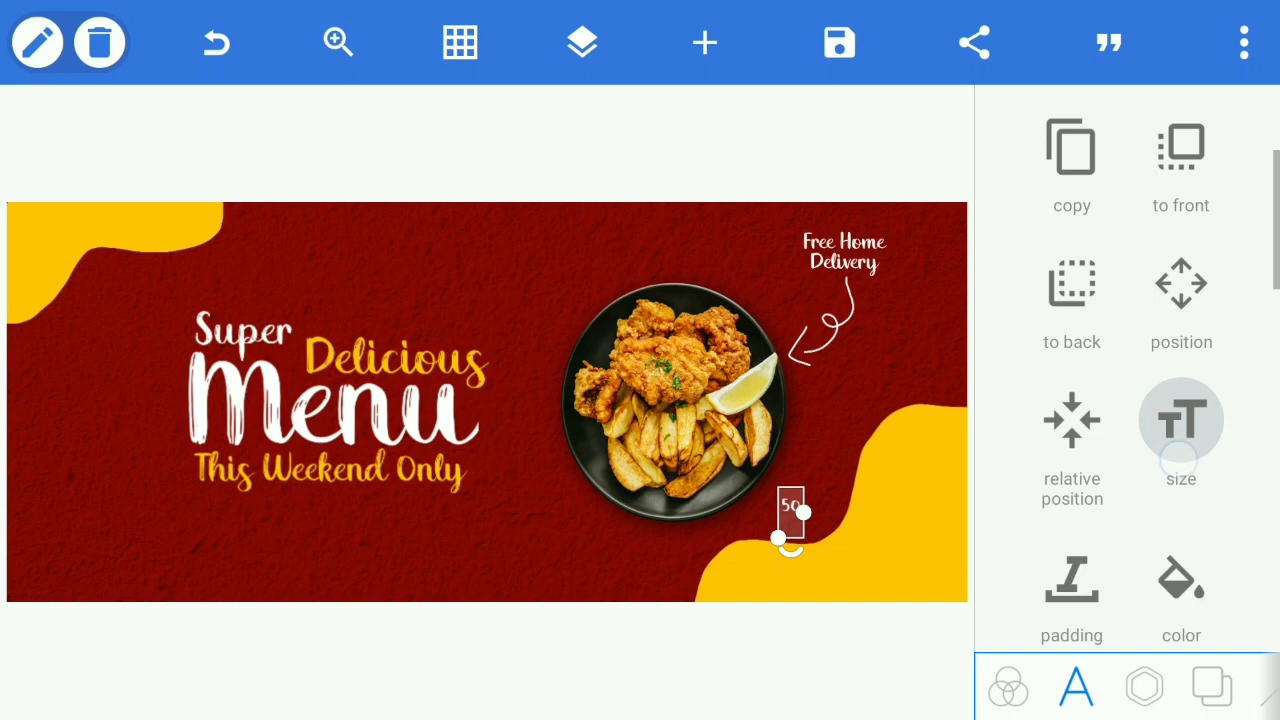 copy
to front
Free Home
Delivery
to back
position
Super
Delicious
Menu
This Weekend Only
relative
position
size
50
padding
color